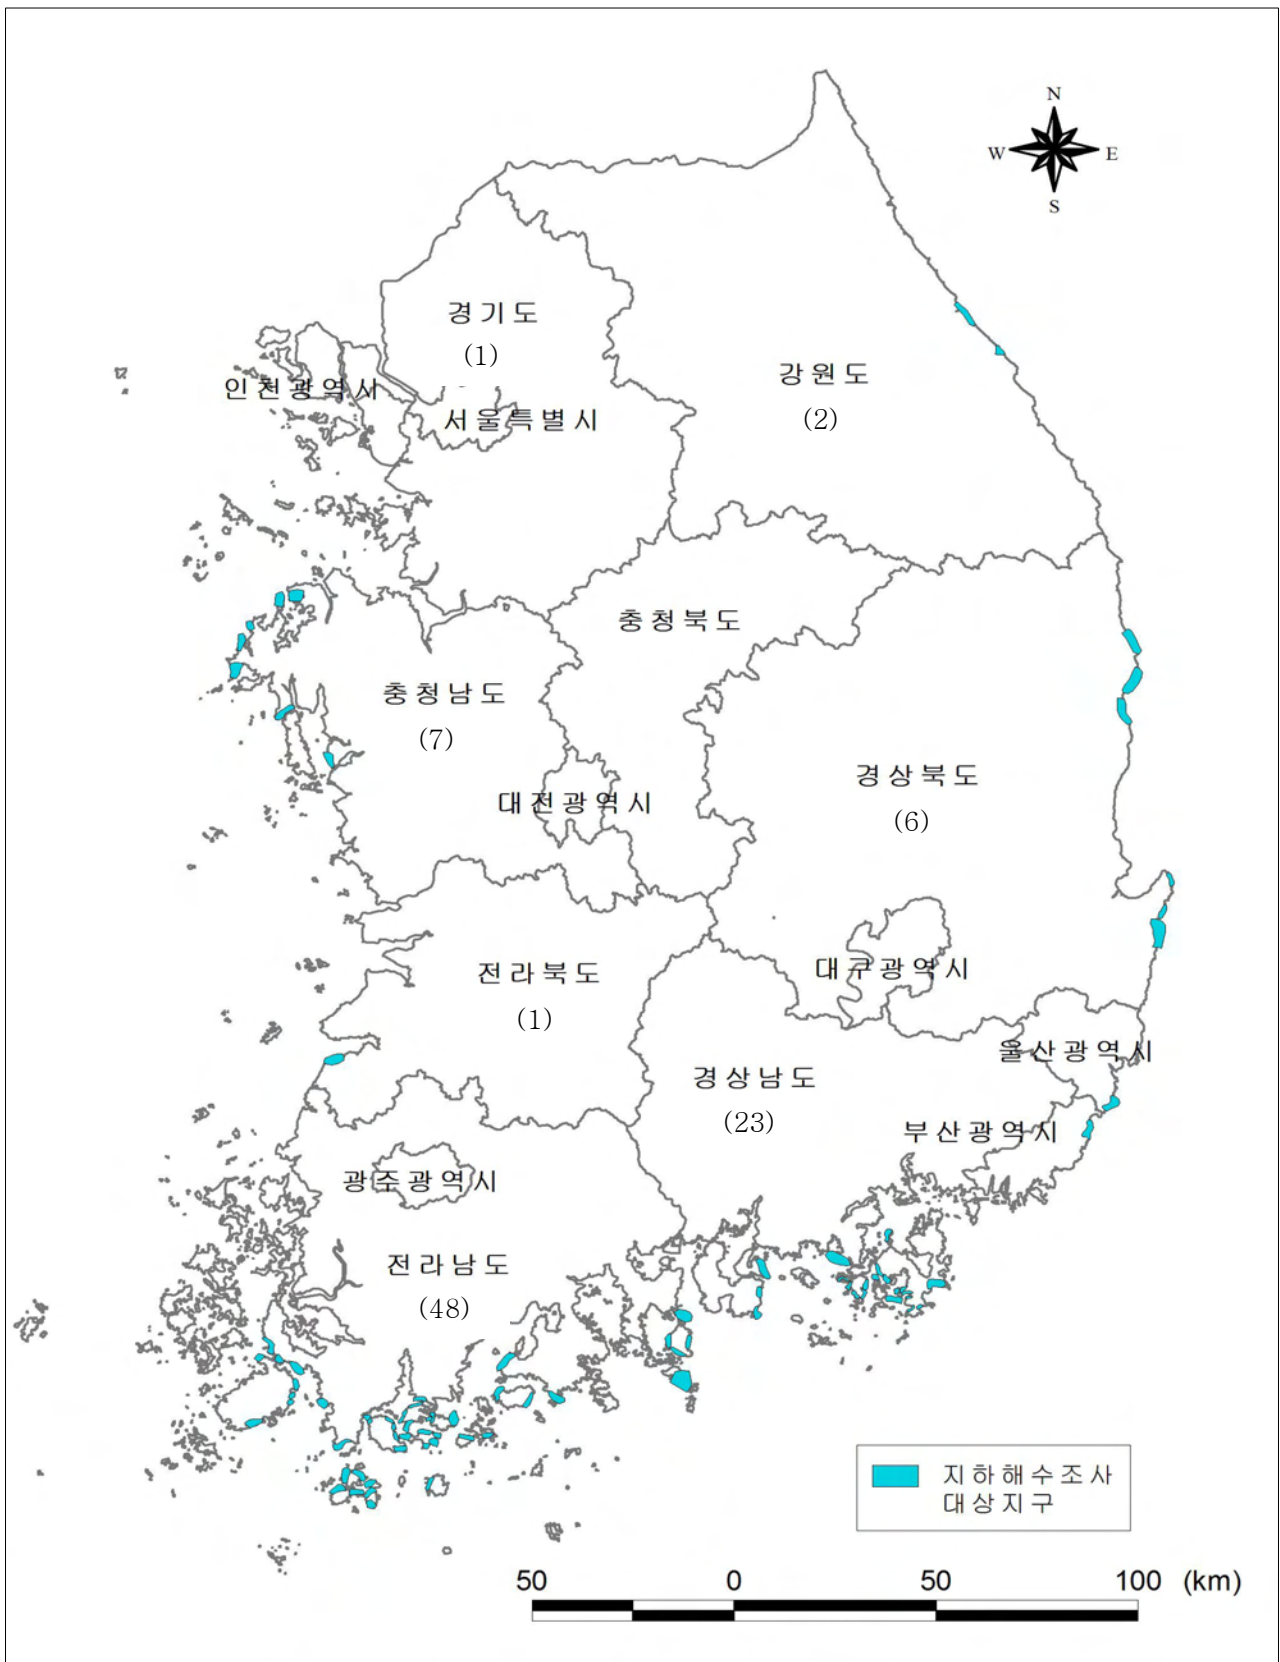 N
W E
S
경기도
(1)
강원도
(2)
인천광역시
서울특별시
충청북도
충청남도
(7)
경상북도
(6)
대전광역시
대구광역시
전라북도
(1)
울산광역시
경상남도
(23)
부산광역시
광주광역시
전라남도
(48)
지하해수조사
대상지구
50 0 50 100 (km)